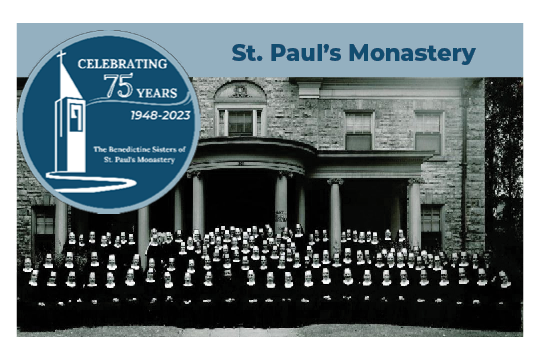 St. Paul's Monastery
CELEBRATING
75 YEARS
1948-2023
The Benedictine Sisters of
St. Paul's Monastery